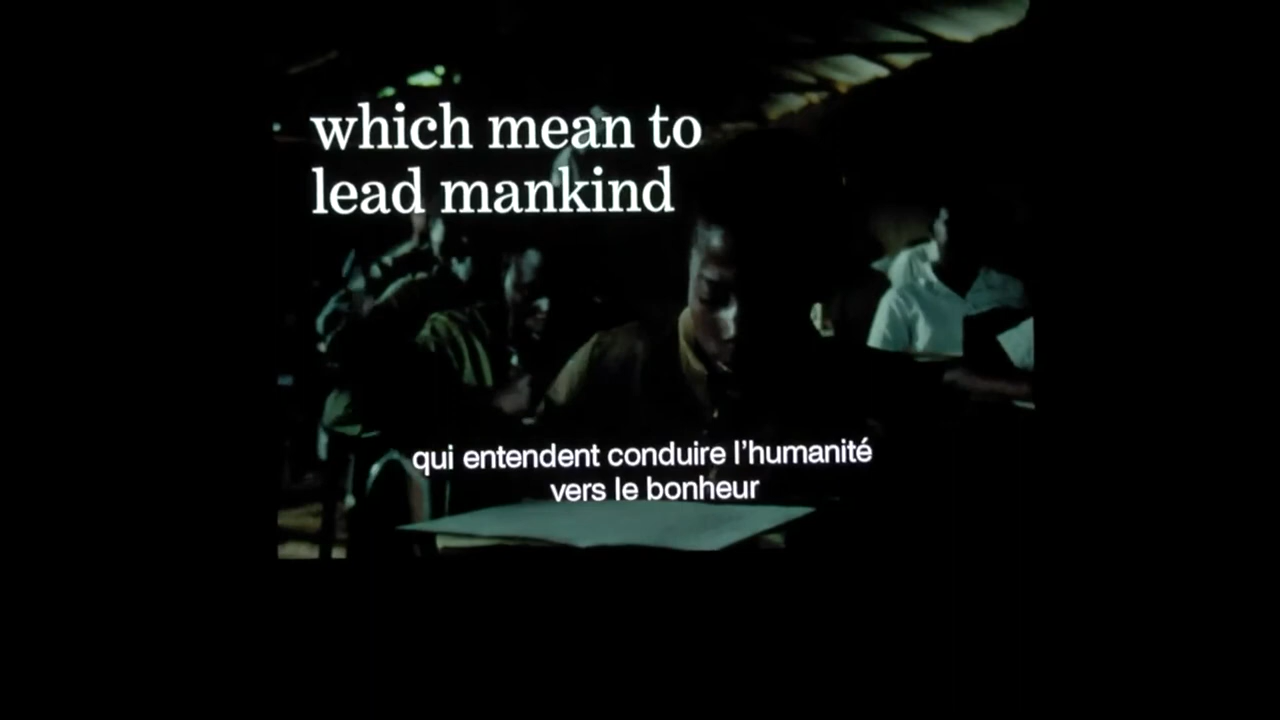 which mean to
lead mankind
qui entendent conduire l'humanité
vers le bonheur